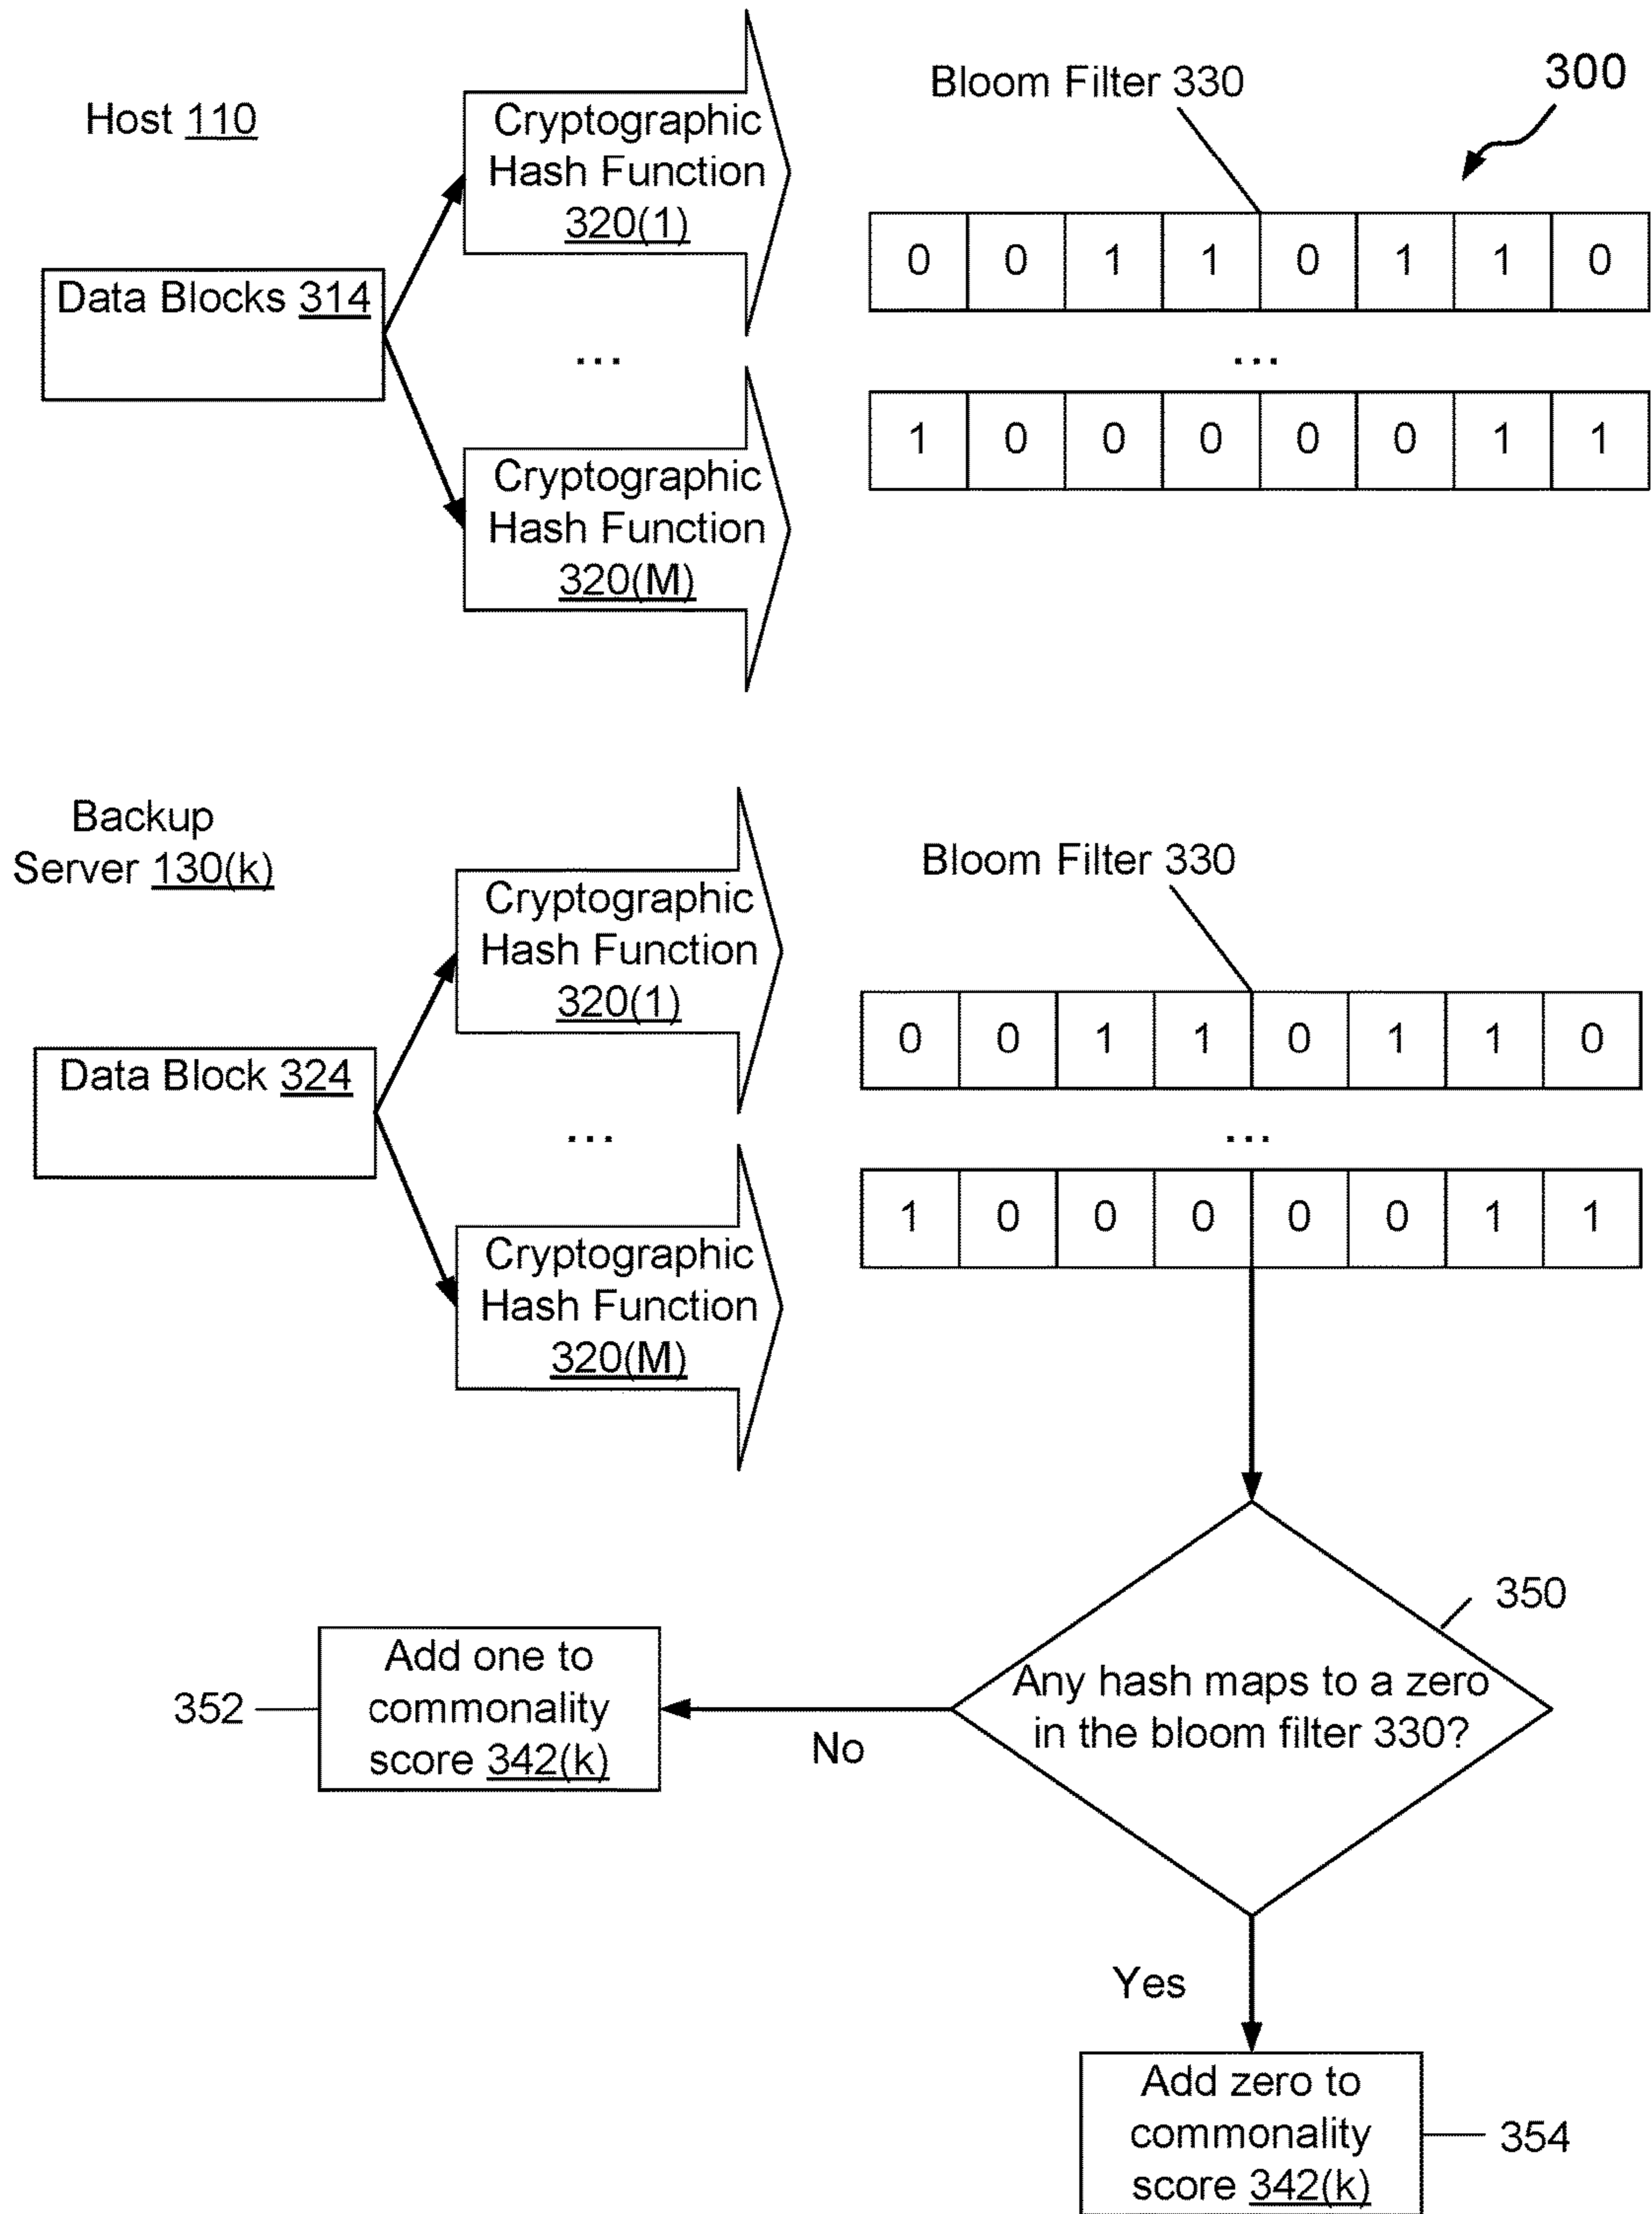 300
Bloom Filter 330
Host 110
Cryptographic
Hash Function
320(1)
0 0 1 1 0 1 1 0
Data Blocks 314
...
...
1 0 0 0 0 0 1 1
Cryptographic
Hash Function
320(M)
Backup
Server 130(k)
Bloom Filter 330
Cryptographic
Hash Function
320(1)
0 0 1 1 0 1 1 0
Data Block 324
...
...
1 0 0 0 0 0 1 1
Cryptographic
Hash Function
320(M)
350
Any hash maps to a zero
in the bloom filter 330?
No
Add one to
commonality
score 342(k)
352
Yes
Add zero to
commonality
score 342(k)
354